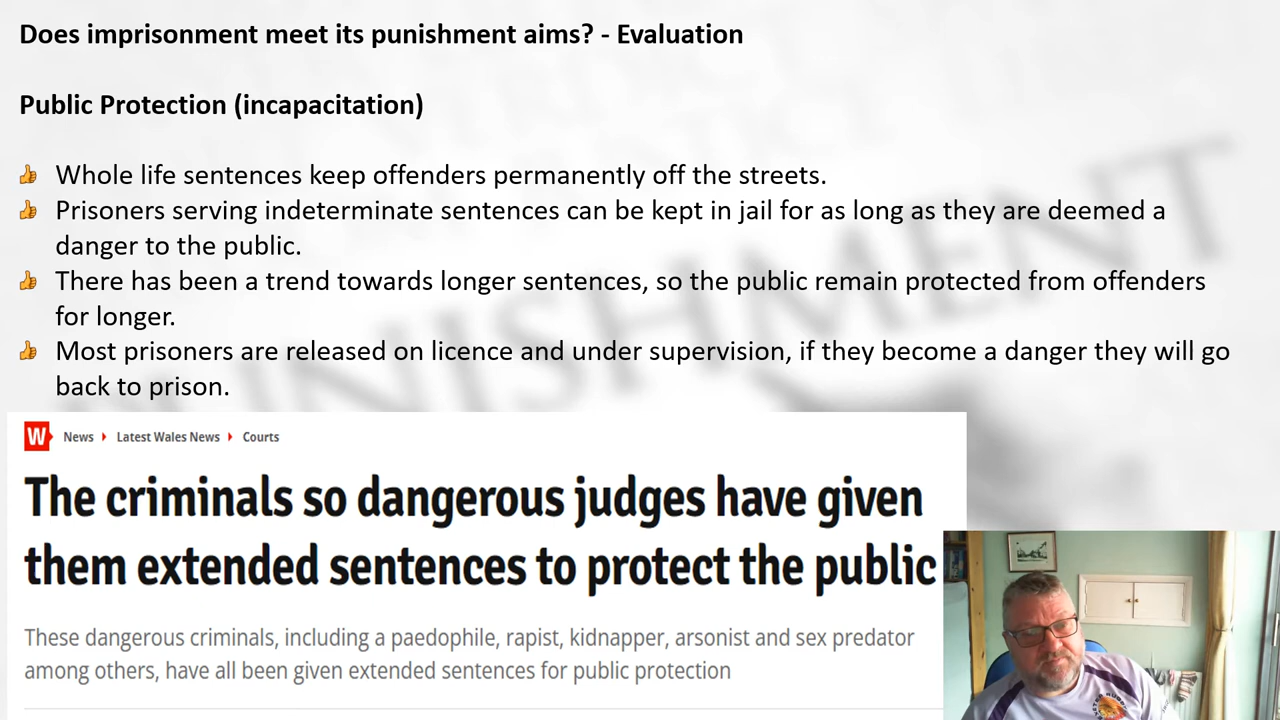 Does imprisonment meet its punishment aims? - Evaluation
Public Protection (incapacitation)
Whole life sentences keep offenders permanently off the streets.
Prisoners serving indeterminate sentences can be kept in jail for as long as they are deemed a
danger to the public.
There has been a trend towards longer sentences, so the public remain protected from offenders
for longer.
Most prisoners are released on licence and under supervision, if they become a danger they will go
back to prison.
PUNISHMENT
W News Latest Wales News Courts
The criminals so dangerous judges have given
them extended sentences to protect the public
These dangerous criminals, including a paedophile, rapist, kidnapper, arsonist and sex predator
among others, have all been given extended sentences for public protection